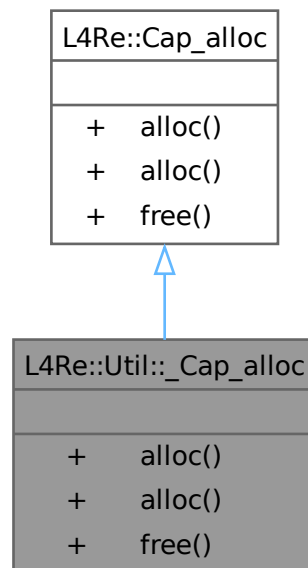 L4Re::Cap_alloc
+ alloc()
+ alloc()
+ free()
L4Re::Util::_Cap_alloc
+ alloc()
+ alloc()
+ free()